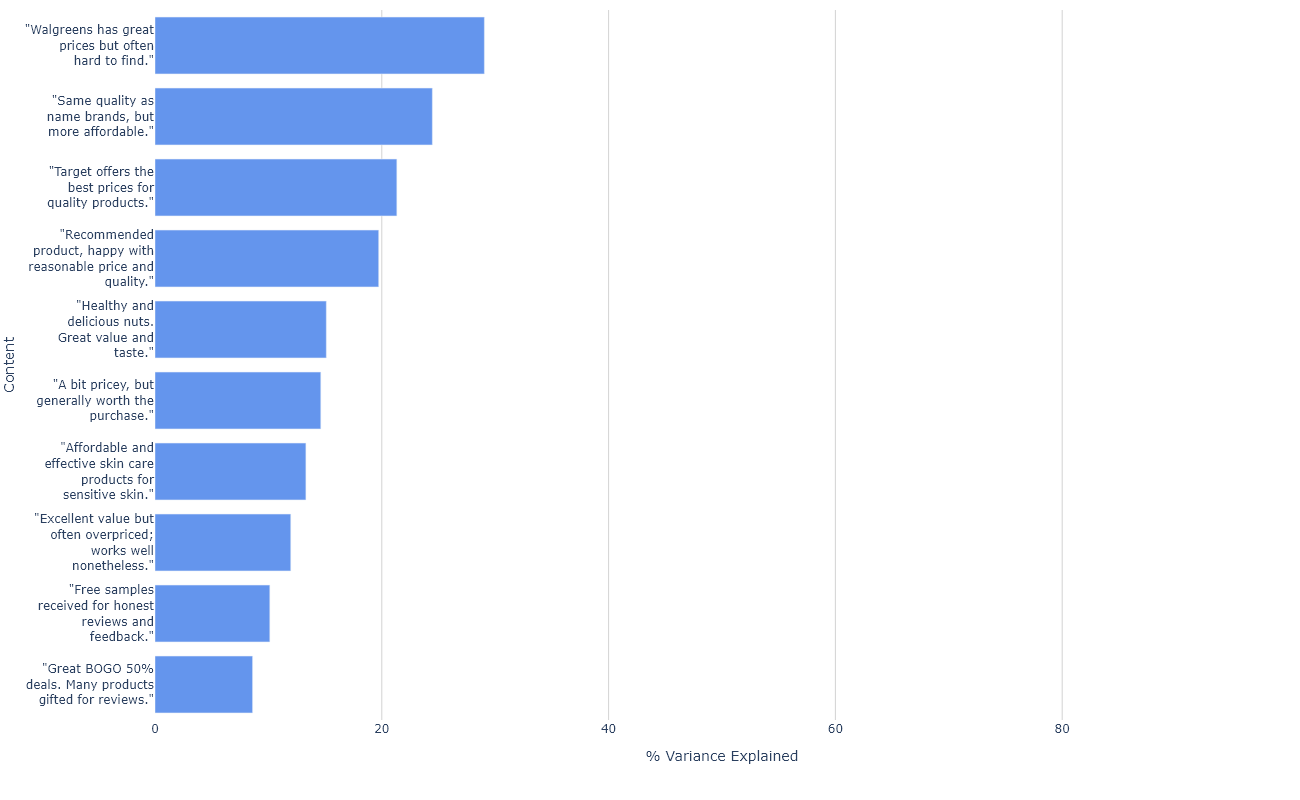 "Walgreens has great
prices but often
hard to find."
"Same quality as
name brands, but
more affordable."
"Target offers the
best prices for
quality products."
"Recommended
product, happy with
reasonable price and
quality."
"Healthy and
delicious nuts.
Great value and
taste."
"A bit pricey, but
generally worth the
purchase."
"Affordable and
effective skin care
products for
sensitive skin."
"Excellent value but
often overpriced;
works well
nonetheless."
"Free samples
received for honest
reviews and
feedback."
"Great BOGO 50%
deals. Many products
gifted for reviews."
Content
0 20 40 60 80
% Variance Explained